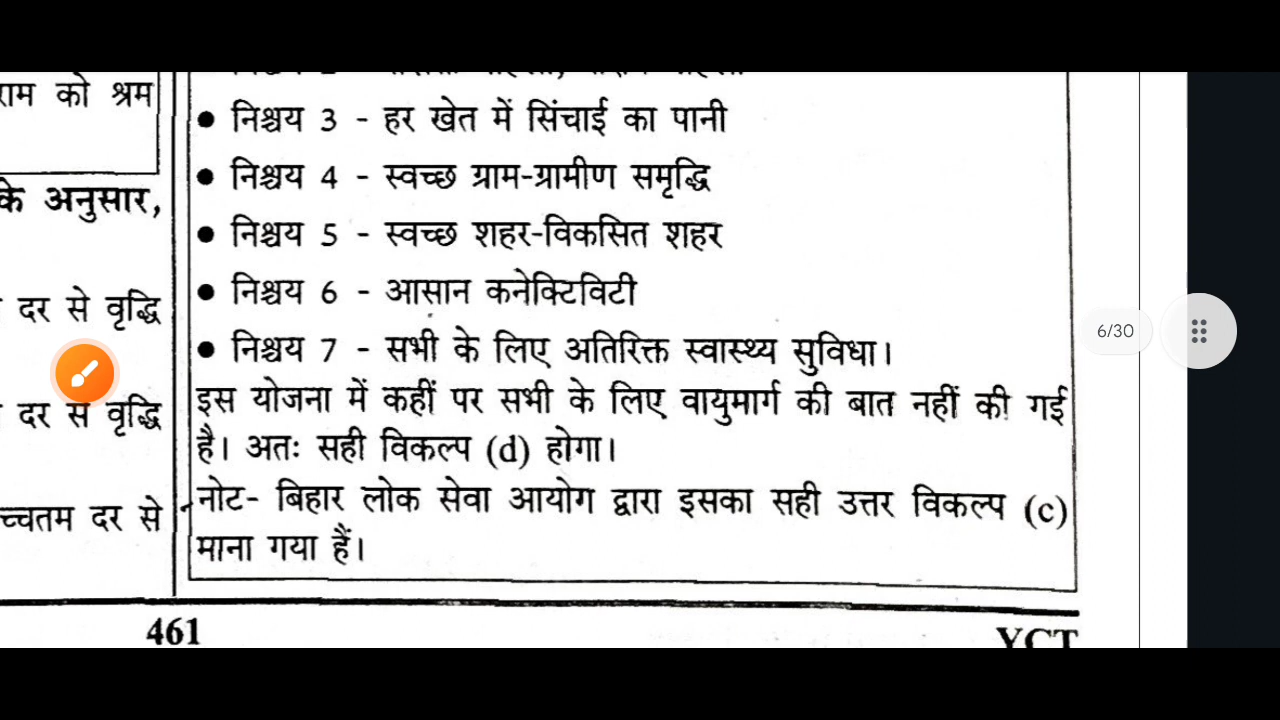 राम को श्रम
के अनुसार,
दर से वृद्धि
दर से वृद्धि
च्चतम दर से
● निश्चय 3 - हर खेत में सिंचाई का पानी
● निश्चय 4 - स्वच्छ ग्राम-ग्रामीण समृद्धि
● निश्चय 5 - स्वच्छ शहर-विकसित शहर
● निश्चय 6 - आसान कनेक्टिविटी
● निश्चय 7 - सभी के लिए अतिरिक्त स्वास्थ्य सुविधा।
इस योजना में कहीं पर सभी के लिए वायुमार्ग की बात नहीं की गई
है। अतः सही विकल्प (d) होगा।
नोट- बिहार लोक सेवा आयोग द्वारा इसका सही उत्तर विकल्प (c)
माना गया हैं।
461
YCT
6/30